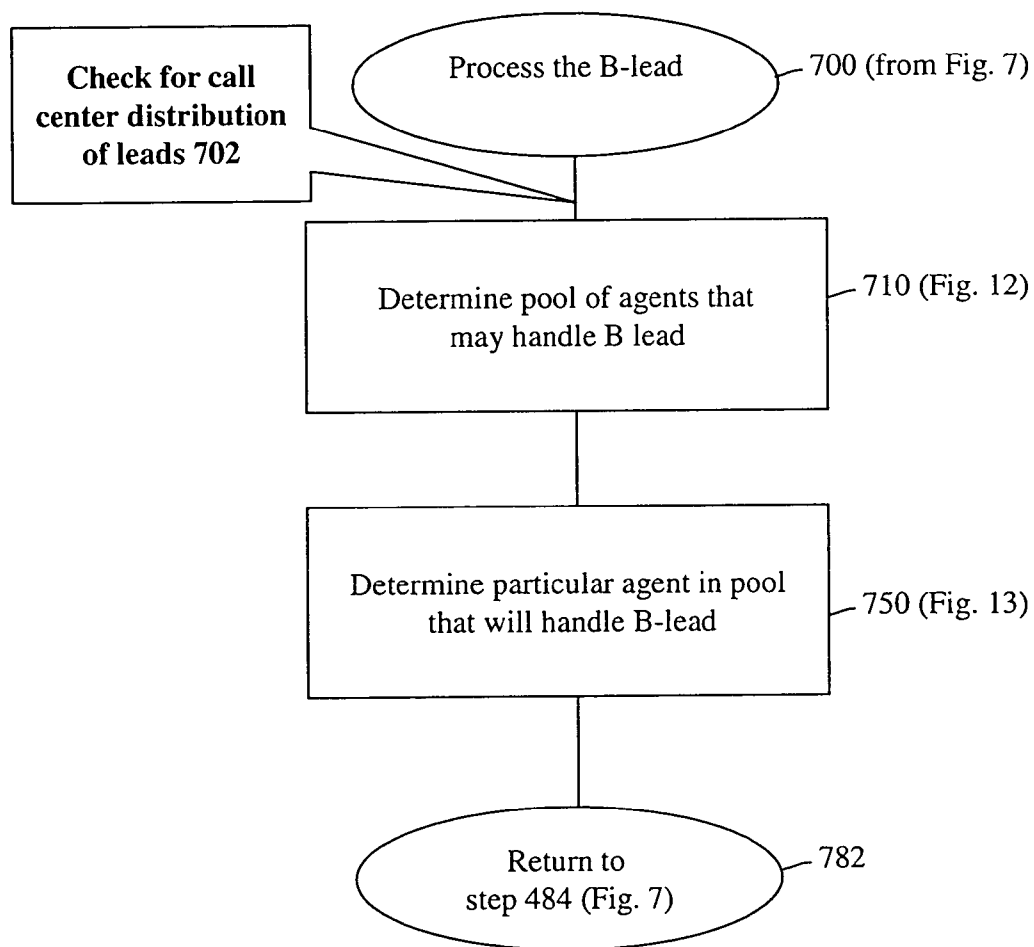 Check for call
center distribution
of leads 702
Process the B-lead
700 (from Fig. 7)
Determine pool of agents that
may handle B lead
710 (Fig. 12)
Determine particular agent in pool
that will handle B-lead
750 (Fig. 13)
Return to
step 484 (Fig. 7)
782